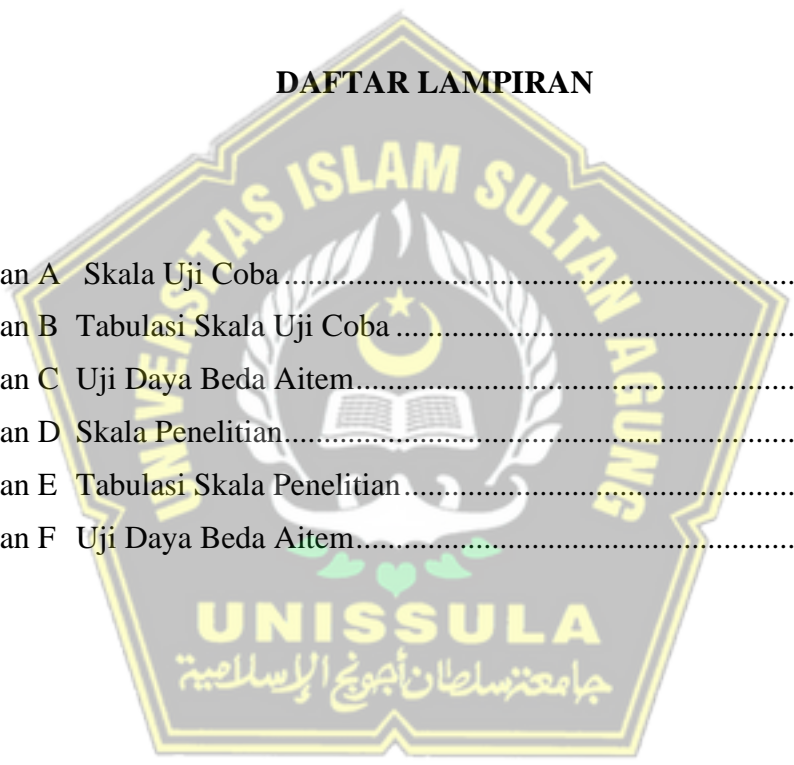 DAFTAR LAMPIRAN
UNIVERSITAS ISLAM SULTAN AGUNG
an A Skala Uji Coba..................................................................
an B Tabulasi Skala Uji Coba ...................................................
an C Uji Daya Beda Aitem........................................................
an D Skala Penelitian.................................................................
an E Tabulasi Skala Penelitian..................................................
an F Uji Daya Beda Aitem........................................................
UNISSULA
جامعة سلطان أجونج الإسلامية